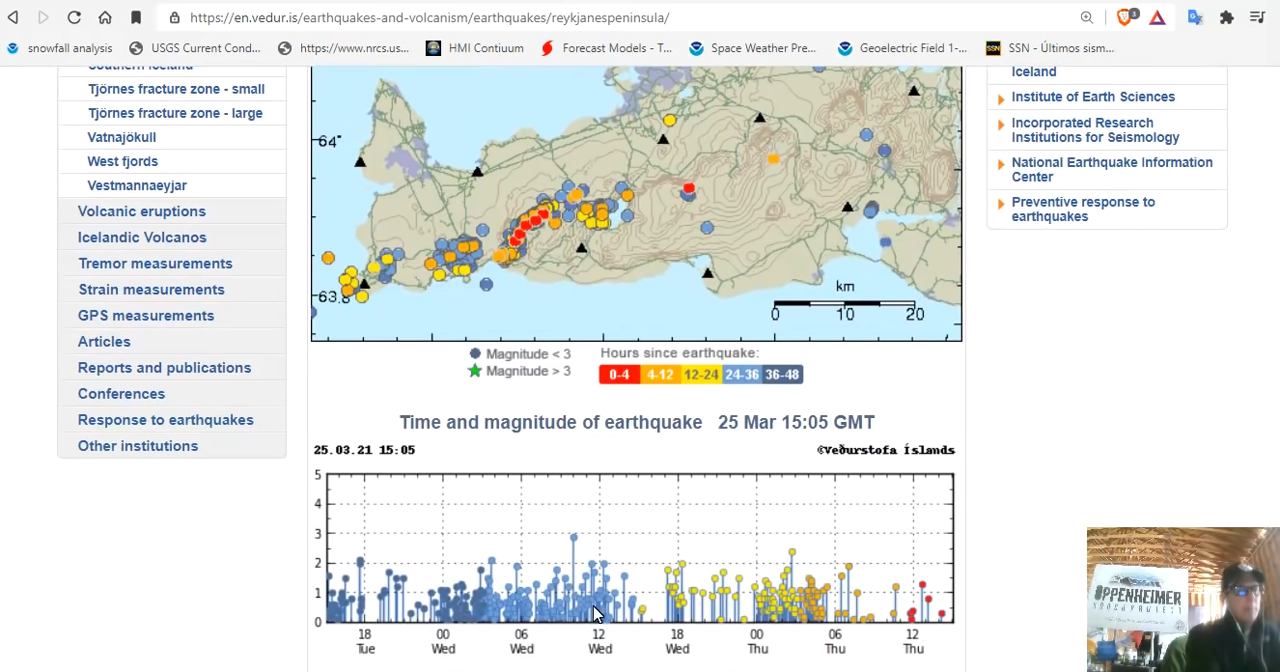 https://en.vedur.is/earthquakes-and-volcanism/earthquakes/reykjanespeninsula/
3
snowfall analysis
USGS Current Cond...
https://www.nrcs.us...
HMI Contiuum
Forecast Models - T...
Space Weather Pre...
Geoelectric Field 1-...
SSN
SSN - Últimos sism...
Southern Iceland
Tjörnes fracture zone - small
Tjörnes fracture zone - large
Vatnajökull
West fjords
Vestmannaeyjar
Volcanic eruptions
Icelandic Volcanos
Tremor measurements
Strain measurements
GPS measurements
Articles
Reports and publications
Conferences
Response to earthquakes
Other institutions
64°
63.8
km
0 10 20
Magnitude < 3
Magnitude > 3
Hours since earthquake:
0-4 4-12 12-24 24-36 36-48
Time and magnitude of earthquake 25 Mar 15:05 GMT
25.03.21 15:05
©Veðurstofa Íslands
5
4
3
2
1
0
18 00 06 12 18 00 06 12
Tue Wed Wed Wed Wed Thu Thu Thu
Iceland
Institute of Earth Sciences
Incorporated Research
Institutions for Seismology
National Earthquake Information
Center
Preventive response to
earthquakes
OPPENHEIMER